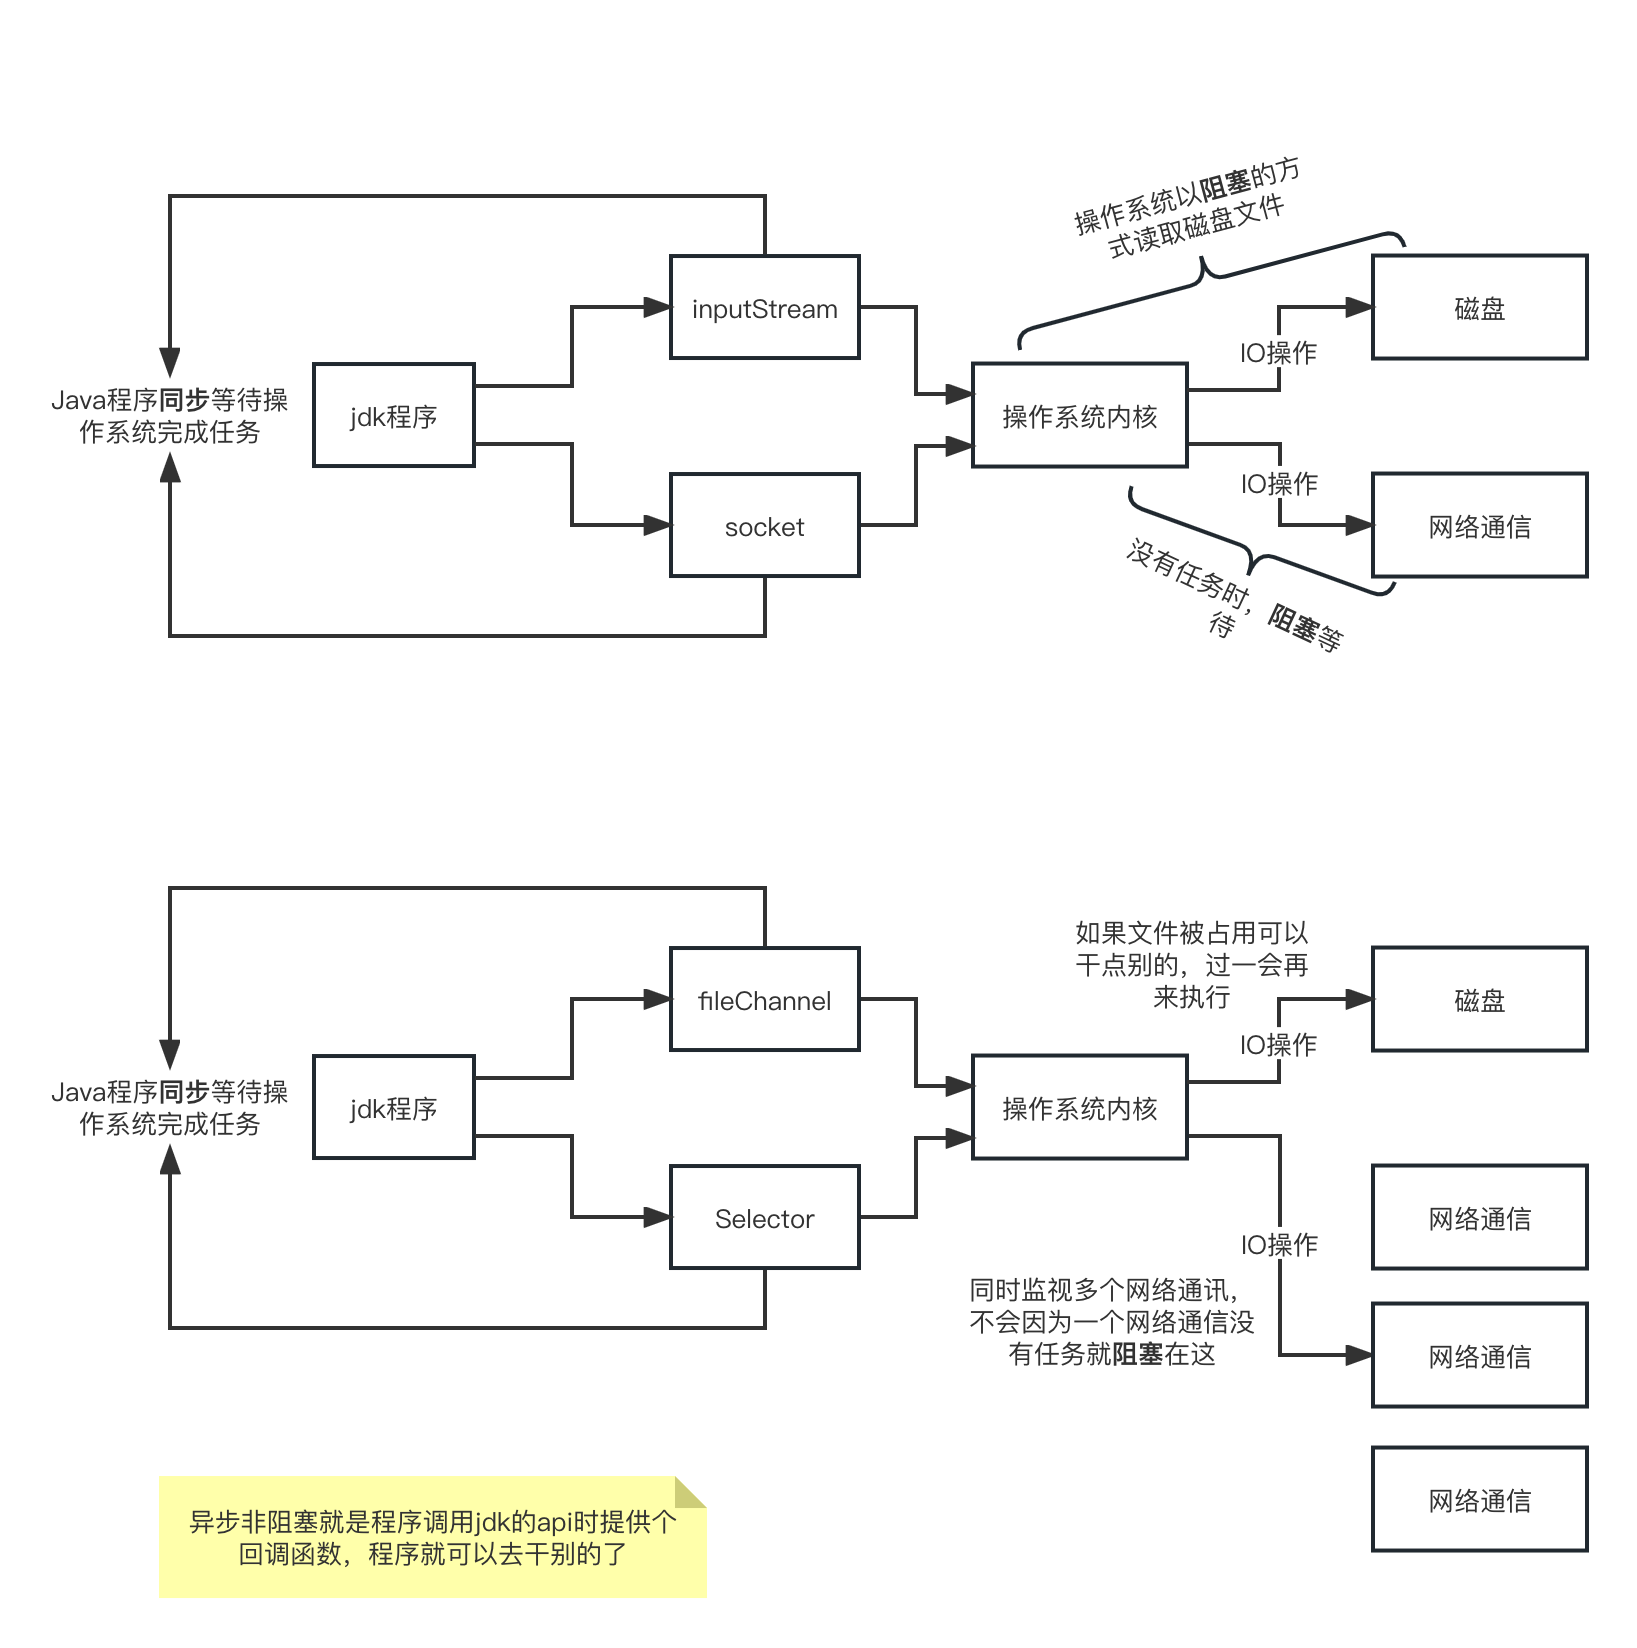 操作系统以阻塞的方
式读取磁盘文件
inputStream
磁盘
IO操作
Java程序同步等待操
作系统完成任务
jdk程序
操作系统内核
IO操作
socket
网络通信
没有任务时，阻塞等
待
如果文件被占用可以
干点别的，过一会再
来执行
fileChannel
磁盘
IO操作
Java程序同步等待操
作系统完成任务
jdk程序
操作系统内核
Selector
网络通信
IO操作
同时监视多个网络通讯，
不会因为一个网络通信没
有任务就阻塞在这
网络通信
网络通信
异步非阻塞就是程序调用jdk的api时提供个
回调函数，程序就可以去干别的了